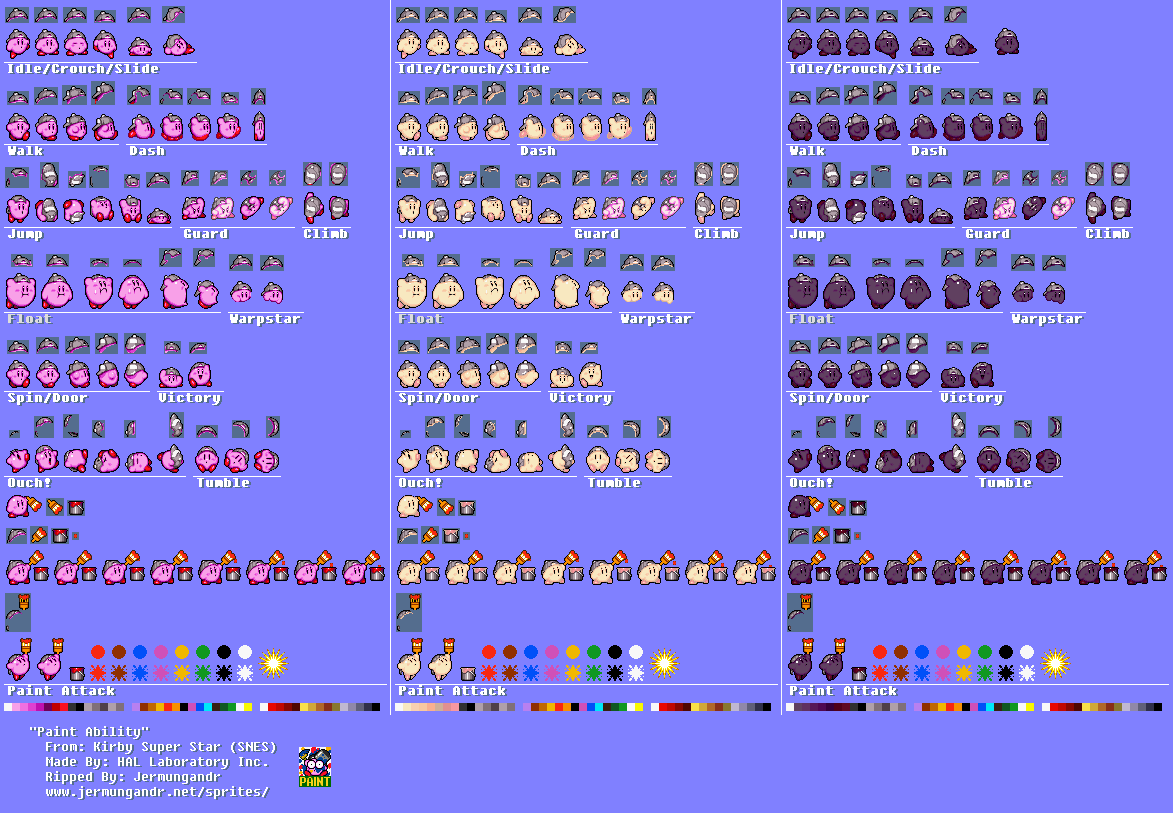 Idle/Crouch/Slide
Idle/Crouch/Slide
Idle/Crouch/Slide
Walk
Dash
Walk
Dash
Walk
Dash
Jump
Guard
Climb
Jump
Guard
Climb
Jump
Guard
Climb
Float
Warpstar
Float
Warpstar
Float
Warpstar
Spin/Door
Victory
Spin/Door
Victory
Spin/Door
Victory
Ouch!
Tumble
Ouch!
Tumble
Ouch!
Tumble
Paint Attack
Paint Attack
Paint Attack
"Paint Ability"
From: Kirby Super Star (SNES)
Made By: HAL Laboratory Inc.
Ripped By: Jermungandr
www.jermungandr.net/sprites/
PAINT